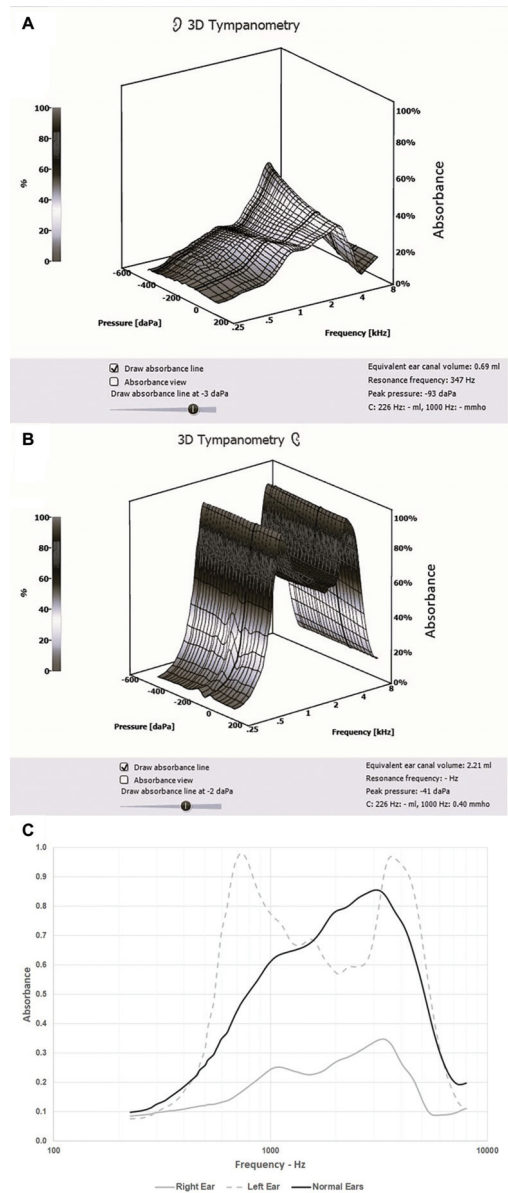 A
3D Tympanometry
100
80
60
40
20
0
%
100%
80%
60%
40%
20%
0%
Absorbance
-600
-400
-200
0
200
Pressure [daPa]
.25
.5
1
2
4
8
Frequency [kHz]
Draw absorbance line
Absorbance view
Draw absorbance line at -3 daPa
Equivalent ear canal volume: 0.69 ml
Resonance frequency: 347 Hz
Peak pressure: -93 daPa
C: 226 Hz: - ml, 1000 Hz: - mmho
B
3D Tympanometry
100
80
60
40
20
0
%
100%
80%
60%
40%
20%
0%
Absorbance
-600
-400
-200
0
200
Pressure [daPa]
.25
.5
1
2
4
8
Frequency [kHz]
Draw absorbance line
Absorbance view
Draw absorbance line at -2 daPa
Equivalent ear canal volume: 2.21 ml
Resonance frequency: - Hz
Peak pressure: -41 daPa
C: 226 Hz: - ml, 1000 Hz: 0.40 mmho
C
1.0
0.9
0.8
0.7
0.6
0.5
0.4
0.3
0.2
0.1
0.0
Absorbance
100
1000
10000
Frequency - Hz
Right Ear
Left Ear
Normal Ears